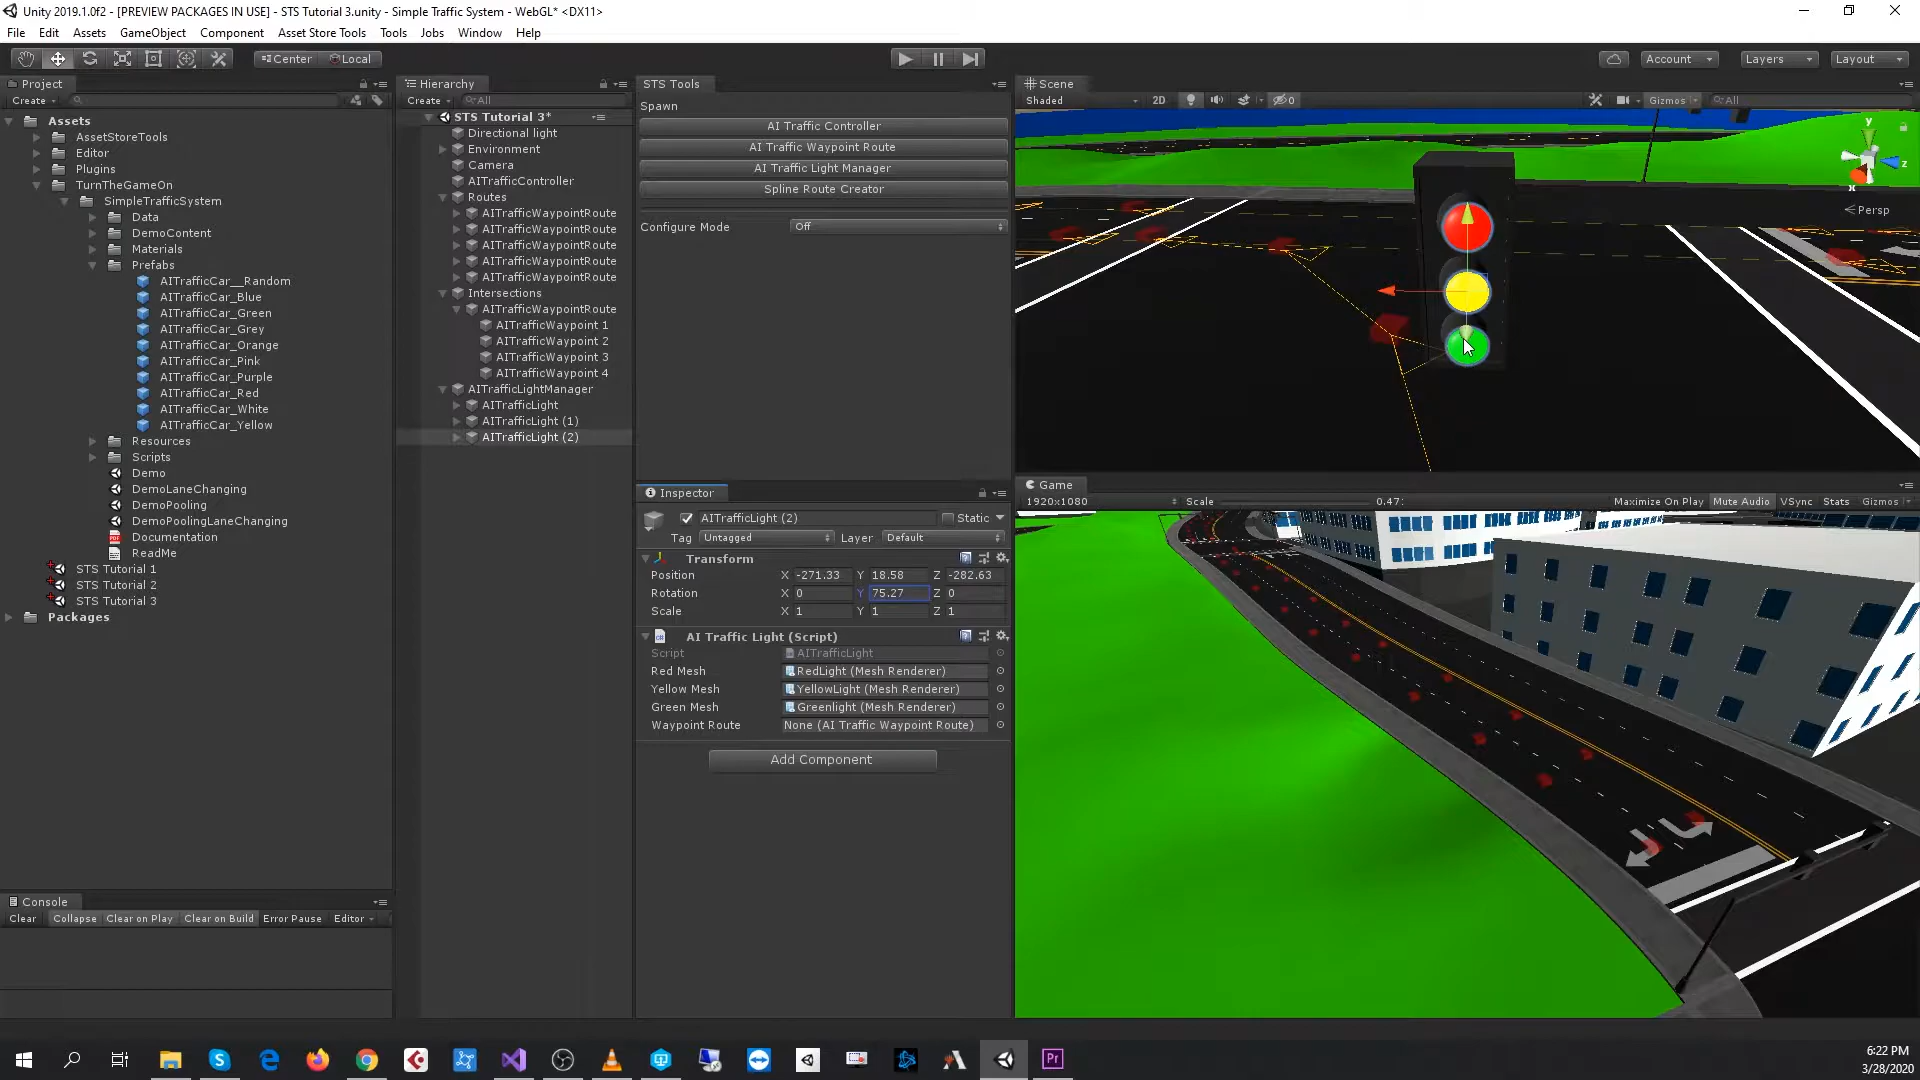 Unity 2019.1.0f2 - [PREVIEW PACKAGES IN USE] - STS Tutorial 3.unity - Simple Traffic System - WebGL* <DX11>
File Edit Assets GameObject Component Asset Store Tools Tools Jobs Window Help
Center Local
Account Layers Layout
Project
Create
Assets
AssetStoreTools
Editor
Plugins
TurnTheGameOn
SimpleTrafficSystem
Data
DemoContent
Materials
Prefabs
AITrafficCar__Random
AITrafficCar_Blue
AITrafficCar_Green
AITrafficCar_Grey
AITrafficCar_Orange
AITrafficCar_Pink
AITrafficCar_Purple
AITrafficCar_Red
AITrafficCar_White
AITrafficCar_Yellow
Resources
Scripts
Demo
DemoLaneChanging
DemoPooling
DemoPoolingLaneChanging
Documentation
ReadMe
STS Tutorial 1
STS Tutorial 2
STS Tutorial 3
Packages
Console
Clear Collapse Clear on Play Clear on Build Error Pause Editor
Hierarchy
Create All
STS Tutorial 3*
Directional light
Environment
Camera
AITrafficController
Routes
AITrafficWaypointRoute
AITrafficWaypointRoute
AITrafficWaypointRoute
AITrafficWaypointRoute
AITrafficWaypointRoute
Intersections
AITrafficWaypointRoute
AITrafficWaypoint 1
AITrafficWaypoint 2
AITrafficWaypoint 3
AITrafficWaypoint 4
AITrafficLightManager
AITrafficLight
AITrafficLight (1)
AITrafficLight (2)
STS Tools
Spawn
AI Traffic Controller
AI Traffic Waypoint Route
AI Traffic Light Manager
Spline Route Creator
Configure Mode Off
Inspector
AITrafficLight (2) Static
Tag Untagged Layer Default
Transform
Position X -271.33 Y 18.58 Z -282.63
Rotation X 0 Y 75.27 Z 0
Scale X 1 Y 1 Z 1
AI Traffic Light (Script)
Script AITrafficLight
Red Mesh RedLight (Mesh Renderer)
Yellow Mesh YellowLight (Mesh Renderer)
Green Mesh Greenlight (Mesh Renderer)
Waypoint Route None (AI Traffic Waypoint Route)
Add Component
Scene
Shaded 2D 0 Gizmos All
y
z
x
Persp
Game
1920x1080 Scale 0.47: Maximize On Play Mute Audio VSync Stats Gizmos
6:22 PM
3/28/2020